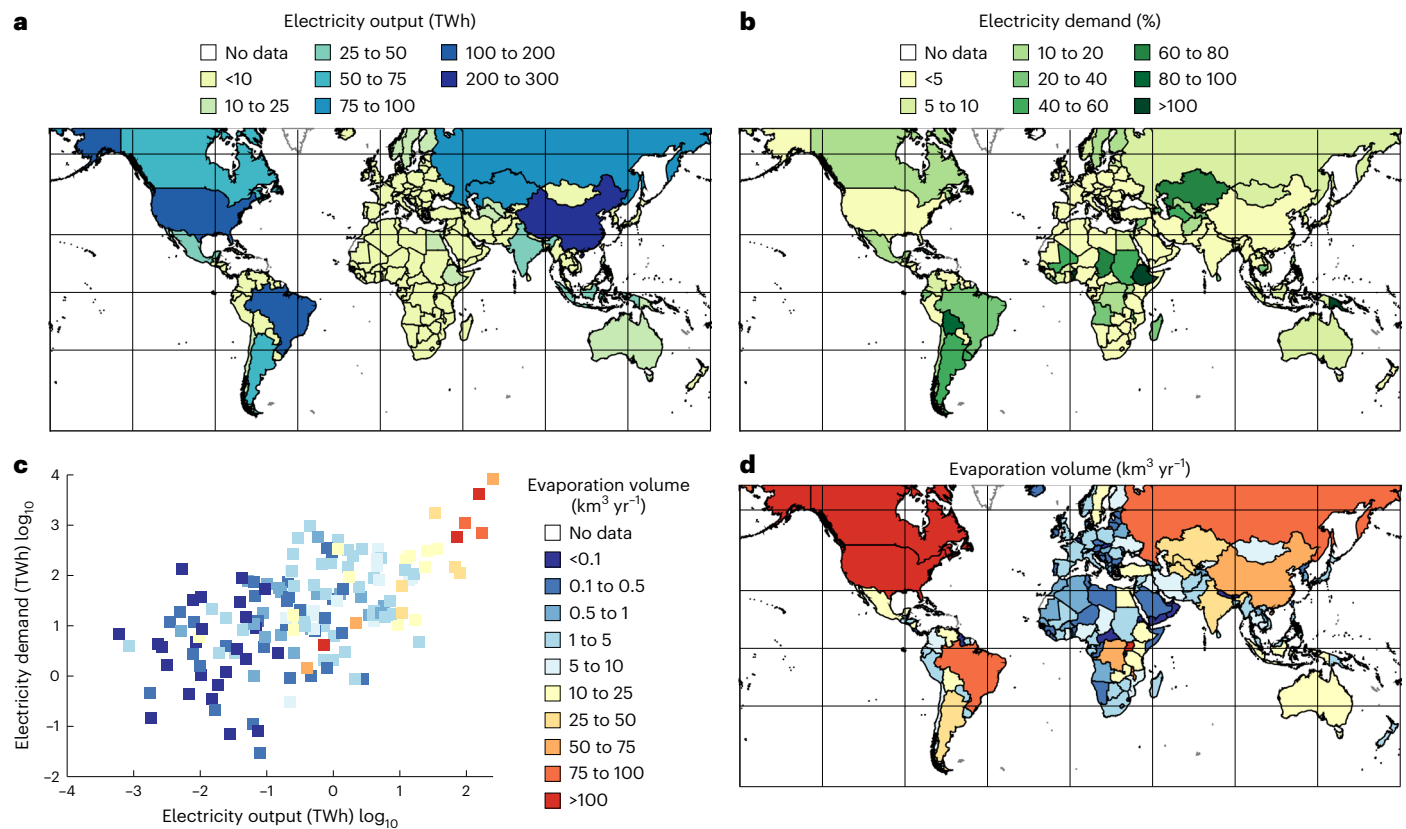 a
Electricity output (TWh)
No data
<10
10 to 25
25 to 50
50 to 75
75 to 100
100 to 200
200 to 300
b
Electricity demand (%)
No data
<5
5 to 10
10 to 20
20 to 40
40 to 60
60 to 80
80 to 100
>100
c
Electricity demand (TWh) log10
4
3
2
1
0
–1
–2
–4
–3
–2
–1
0
1
2
Electricity output (TWh) log10
Evaporation volume
(km³ yr⁻¹)
No data
<0.1
0.1 to 0.5
0.5 to 1
1 to 5
5 to 10
10 to 25
25 to 50
50 to 75
75 to 100
>100
d
Evaporation volume (km³ yr⁻¹)